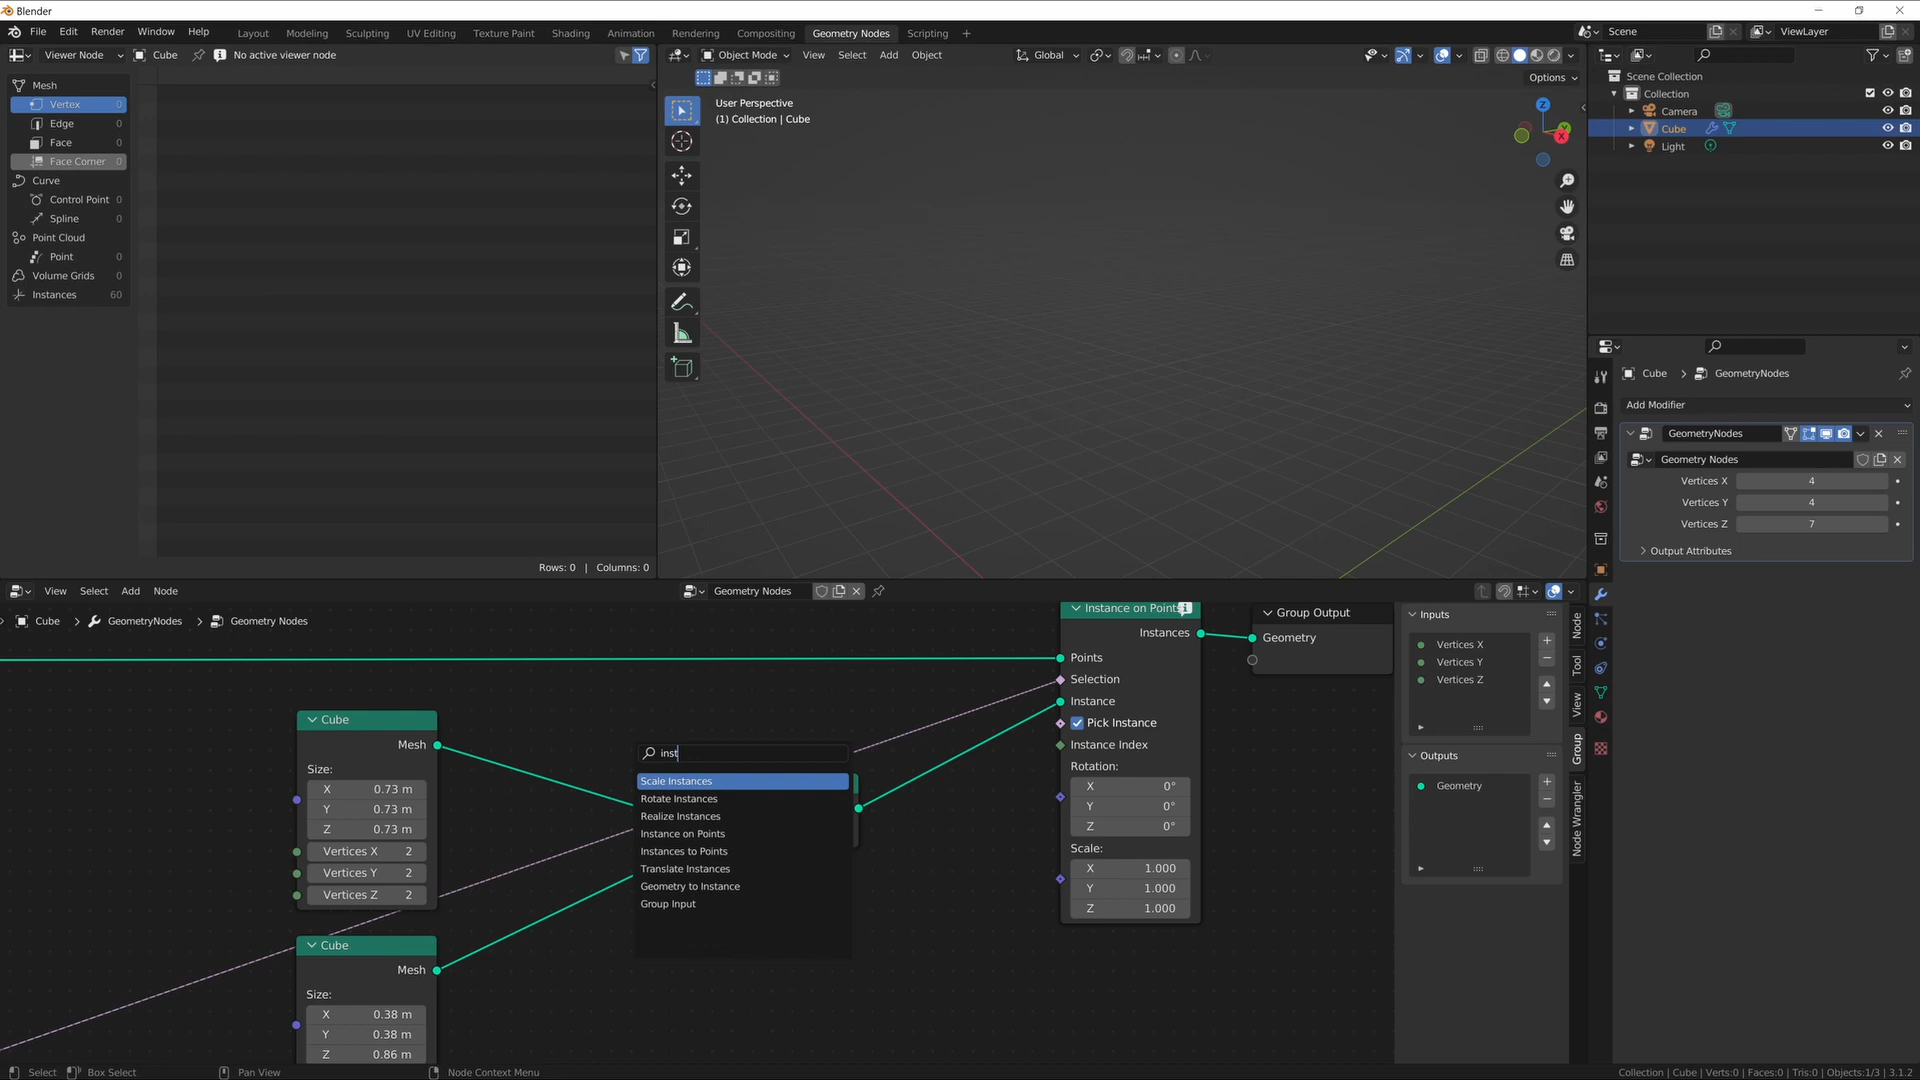 Blender
File Edit Render Window Help
Layout Modeling Sculpting UV Editing Texture Paint Shading Animation Rendering Compositing Geometry Nodes Scripting +
Scene
ViewLayer
Viewer Node
Cube
No active viewer node
Mesh
Vertex 0
Edge 0
Face 0
Face Corner 0
Curve
Control Point 0
Spline 0
Point Cloud
Point 0
Volume Grids 0
Instances 60
Rows: 0 | Columns: 0
Object Mode View Select Add Object
Global
Options
User Perspective
(1) Collection | Cube
Z
Y
X
Scene Collection
Collection
Camera
Cube
Light
Cube > GeometryNodes
Add Modifier
GeometryNodes
Geometry Nodes
Vertices X 4
Vertices Y 4
Vertices Z 7
Output Attributes
View Select Add Node
Geometry Nodes
Cube > GeometryNodes > Geometry Nodes
Cube
Mesh
Size:
X 0.73 m
Y 0.73 m
Z 0.73 m
Vertices X 2
Vertices Y 2
Vertices Z 2
Cube
Mesh
Size:
X 0.38 m
Y 0.38 m
Z 0.86 m
inst
Scale Instances
Rotate Instances
Realize Instances
Instance on Points
Instances to Points
Translate Instances
Geometry to Instance
Group Input
Instance on Points
Instances
Points
Selection
Instance
Pick Instance
Instance Index
Rotation:
X 0°
Y 0°
Z 0°
Scale:
X 1.000
Y 1.000
Z 1.000
Group Output
Geometry
Inputs
Vertices X
Vertices Y
Vertices Z
Outputs
Geometry
Node
Tool
View
Group
Node Wrangler
Select
Box Select
Pan View
Node Context Menu
Collection | Cube | Verts:0 | Faces:0 | Tris:0 | Objects:1/3 | 3.1.2